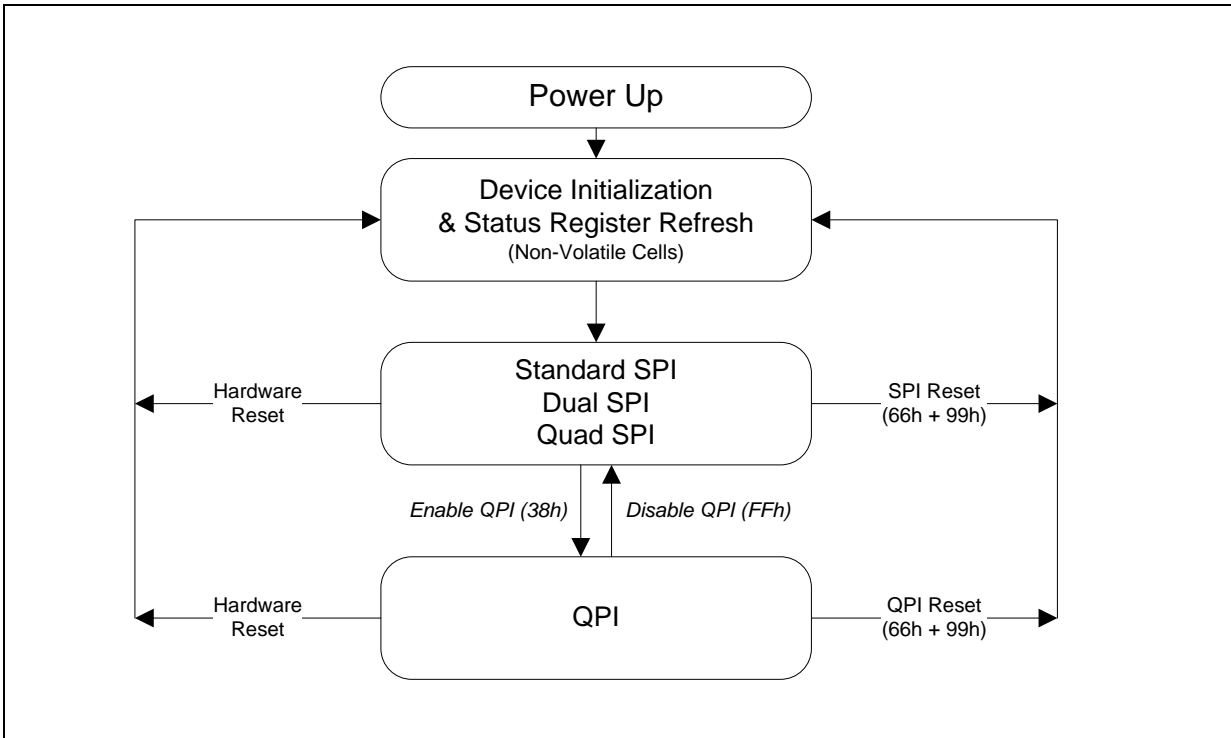 Power Up
Device Initialization
& Status Register Refresh
(Non-Volatile Cells)
Standard SPI
Dual SPI
Quad SPI
Hardware
Reset
SPI Reset
(66h + 99h)
Enable QPI (38h)
Disable QPI (FFh)
QPI
Hardware
Reset
QPI Reset
(66h + 99h)